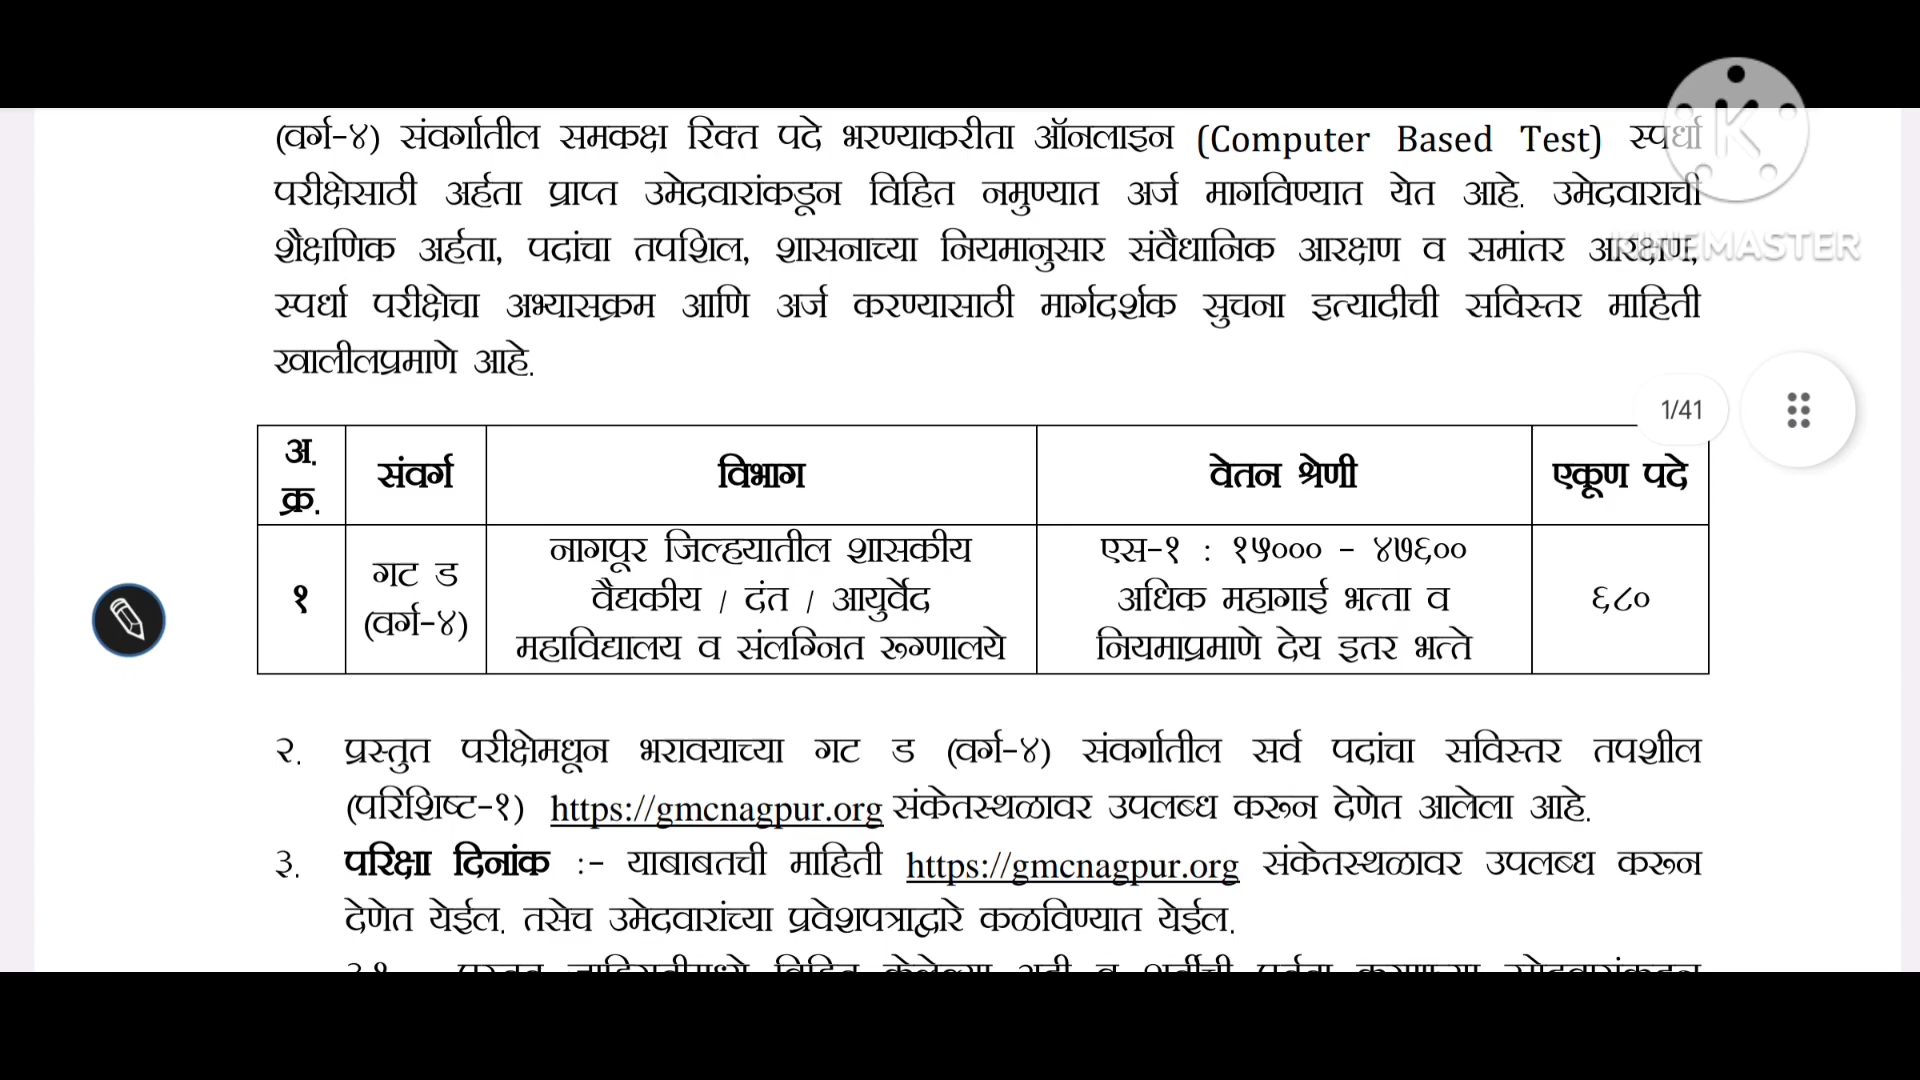 (वर्ग-४) संवर्गातील समकक्ष रिक्त पदे भरण्याकरीता ऑनलाइन (Computer Based Test) स्पर्धा
परीक्षेसाठी अर्हता प्राप्त उमेदवारांकडून विहित नमुण्यात अर्ज मागविण्यात येत आहे. उमेदवाराची
शैक्षणिक अर्हता, पदांचा तपशिल, शासनाच्या नियमानुसार संवैधानिक आरक्षण व समांतर आरक्षण,
KINEMASTER
स्पर्धा परीक्षेचा अभ्यासक्रम आणि अर्ज करण्यासाठी मार्गदर्शक सुचना इत्यादीची सविस्तर माहिती
खालीलप्रमाणे आहे.
1/41
अ. क्र. संवर्ग विभाग वेतन श्रेणी एकूण पदे
१ गट ड (वर्ग-४) नागपूर जिल्हयातील शासकीय एस-१ : १५००० - ४७६०० ६८०
वैद्यकीय / दंत / आयुर्वेद अधिक महागाई भत्ता व
महाविद्यालय व संलग्नित रूग्णालये नियमाप्रमाणे देय इतर भत्ते
२. प्रस्तुत परीक्षेमधून भरावयाच्या गट ड (वर्ग-४) संवर्गातील सर्व पदांचा सविस्तर तपशील
(परिशिष्ट-१) https://gmcnagpur.org संकेतस्थळावर उपलब्ध करून देणेत आलेला आहे.
३. परिक्षा दिनांक :- याबाबतची माहिती https://gmcnagpur.org संकेतस्थळावर उपलब्ध करून
देणेत येईल. तसेच उमेदवारांच्या प्रवेशपत्राद्वारे कळविण्यात येईल.